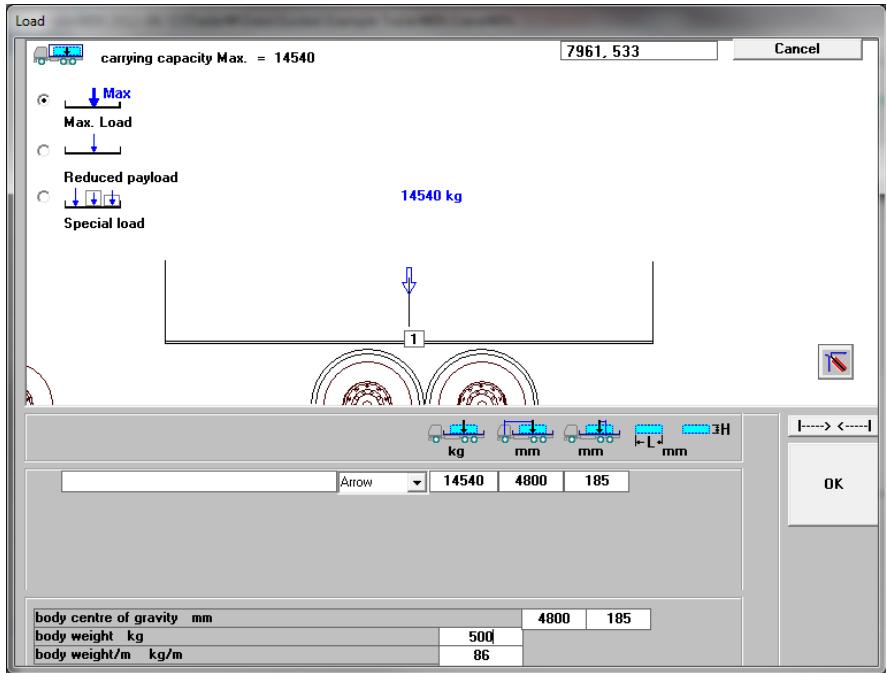 Load
carrying capacity Max. = 14540
7961, 533
Cancel
Max
Max. Load
Reduced payload
14540 kg
Special load
1
H
L
kg mm mm mm
|-----> <-----|
Arrow 14540 4800 185
OK
body centre of gravity mm 4800 185
body weight kg 500
body weight/m kg/m 86